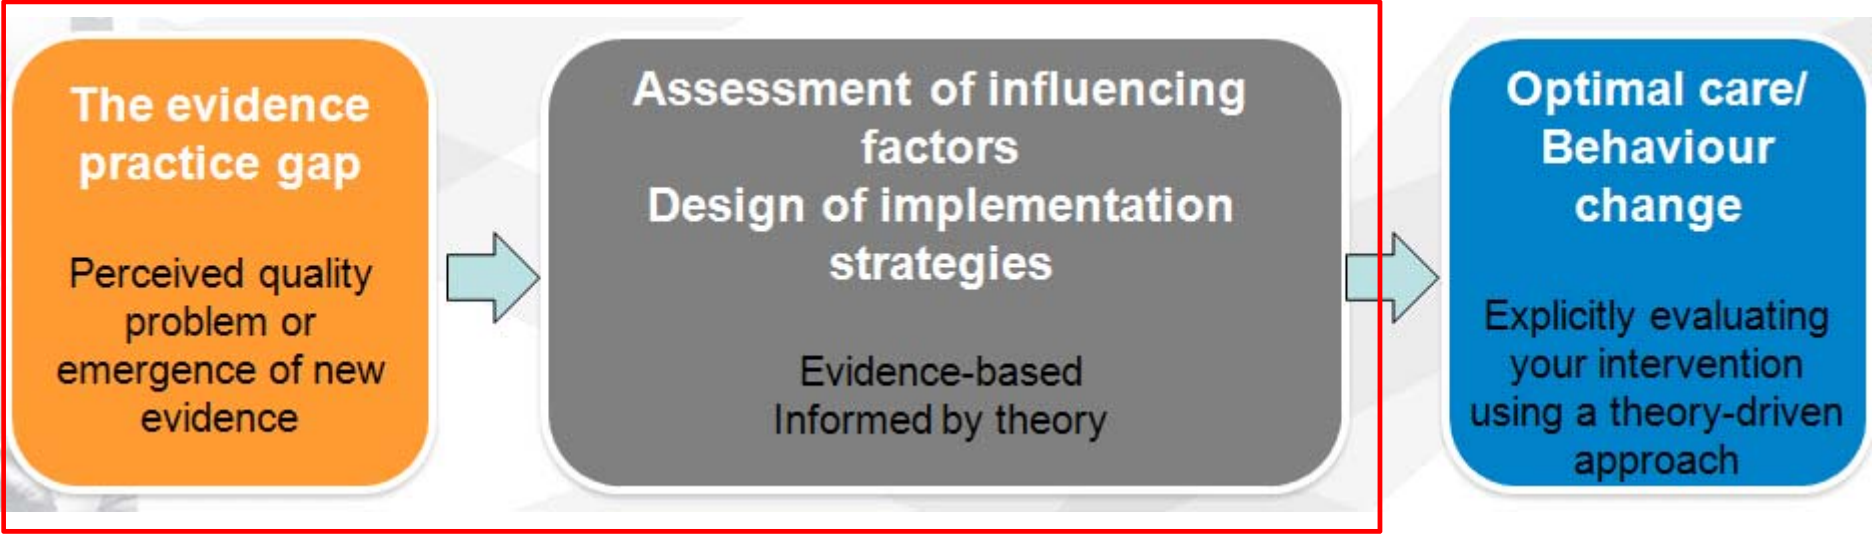 The evidence
practice gap
Perceived quality
problem or
emergence of new
evidence
Assessment of influencing
factors
Design of implementation
strategies
Evidence-based
Informed by theory
Optimal care/
Behaviour
change
Explicitly evaluating
your intervention
using a theory-driven
approach